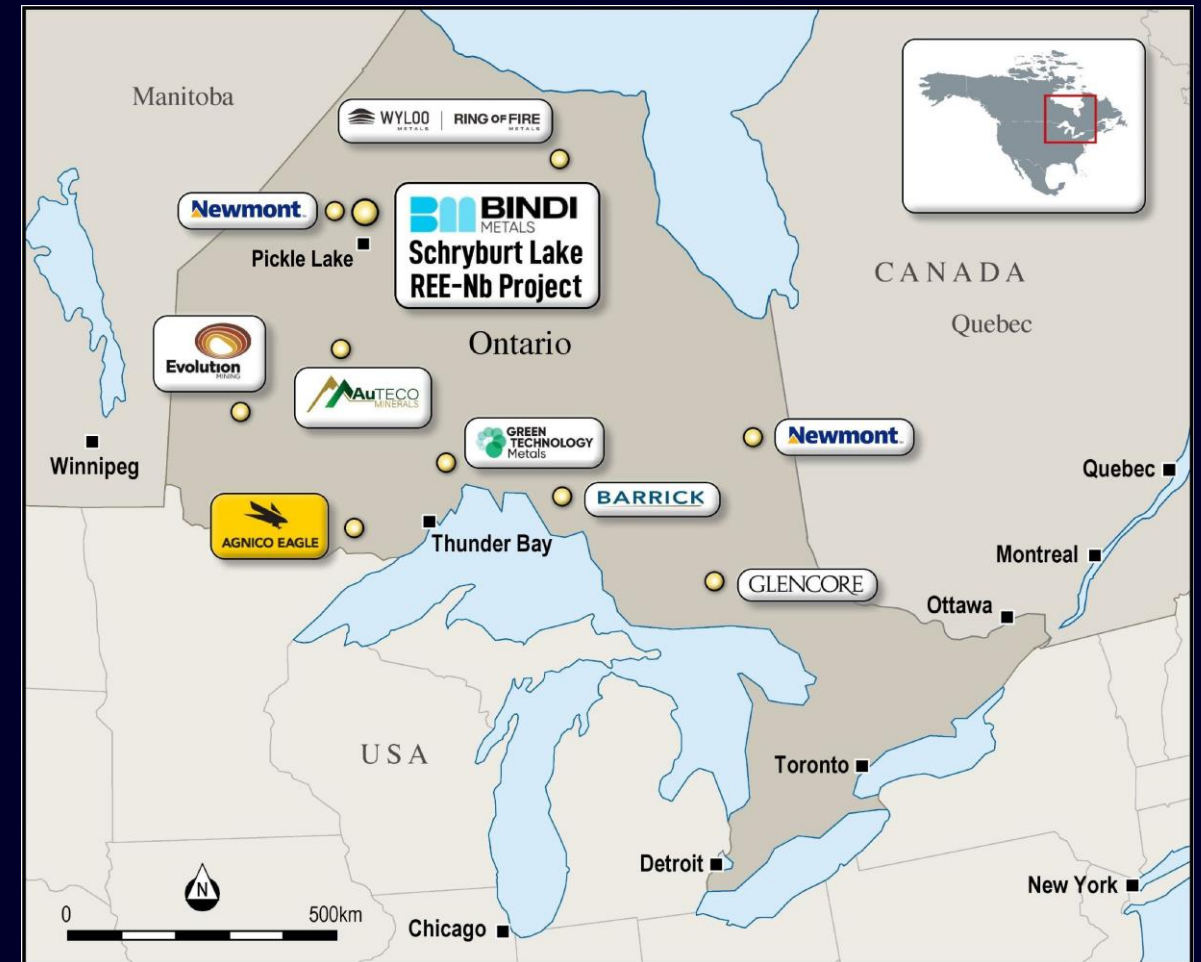 Manitoba
WYLOO METALS | RING OF FIRE METALS
Newmont.
Pickle Lake
BINDI
METALS
Schryburt Lake
REE-Nb Project
CANADA
Quebec
Ontario
Evolution
MINING
AuTECO
MINERALS
Winnipeg
GREEN
TECHNOLOGY
Metals
Newmont.
Quebec
AGNICO EAGLE
Thunder Bay
BARRICK
Montreal
GLENCORE
Ottawa
USA
Toronto
Detroit
New York
N
0 500km
Chicago